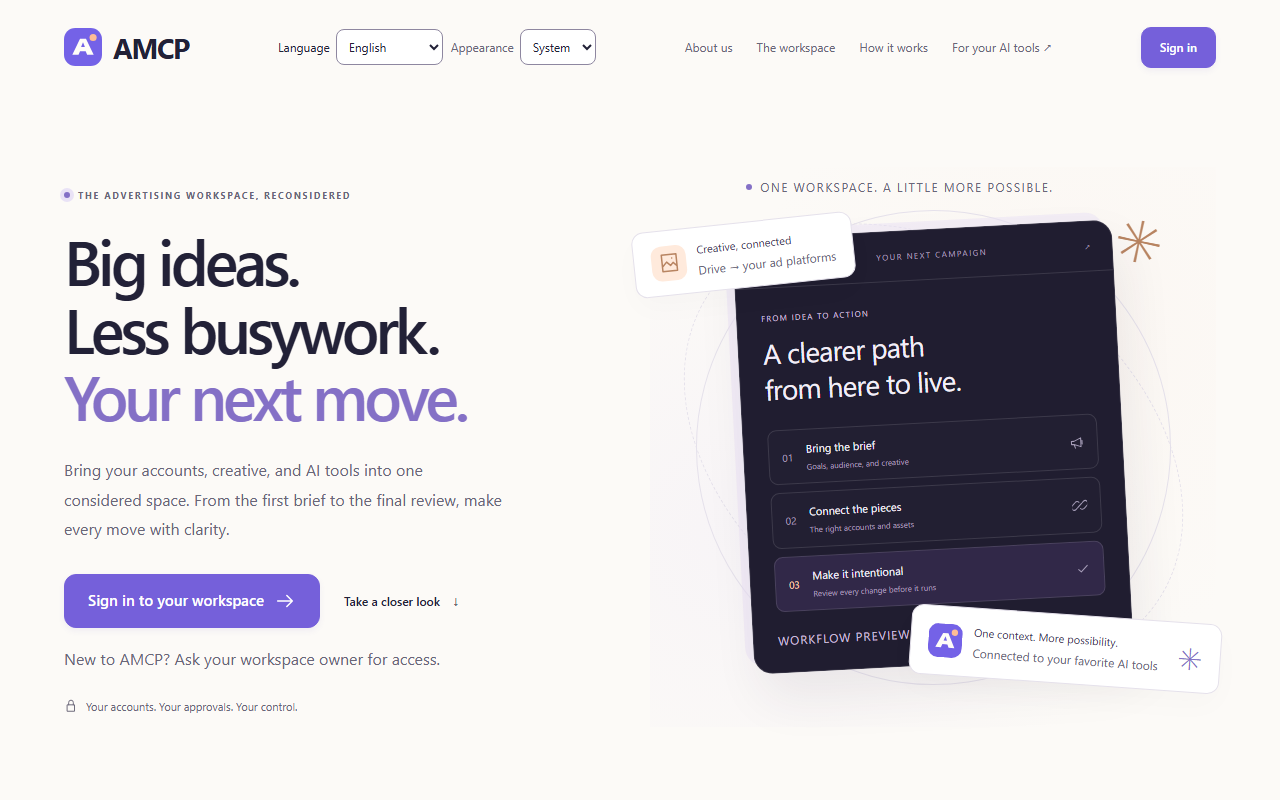 AMCP
Language English Appearance System
About us The workspace How it works For your AI tools ↗
Sign in
THE ADVERTISING WORKSPACE, RECONSIDERED
Big ideas.
Less busywork.
Your next move.
Bring your accounts, creative, and AI tools into one
considered space. From the first brief to the final review, make
every move with clarity.
Sign in to your workspace →
Take a closer look ↓
New to AMCP? Ask your workspace owner for access.
Your accounts. Your approvals. Your control.
ONE WORKSPACE. A LITTLE MORE POSSIBLE.
Creative, connected
Drive → your ad platforms
YOUR NEXT CAMPAIGN ↗
FROM IDEA TO ACTION
A clearer path
from here to live.
01 Bring the brief
Goals, audience, and creative
02 Connect the pieces
The right accounts and assets
03 Make it intentional
Review every change before it runs
WORKFLOW PREVIEW
A
One context. More possibility.
Connected to your favorite AI tools